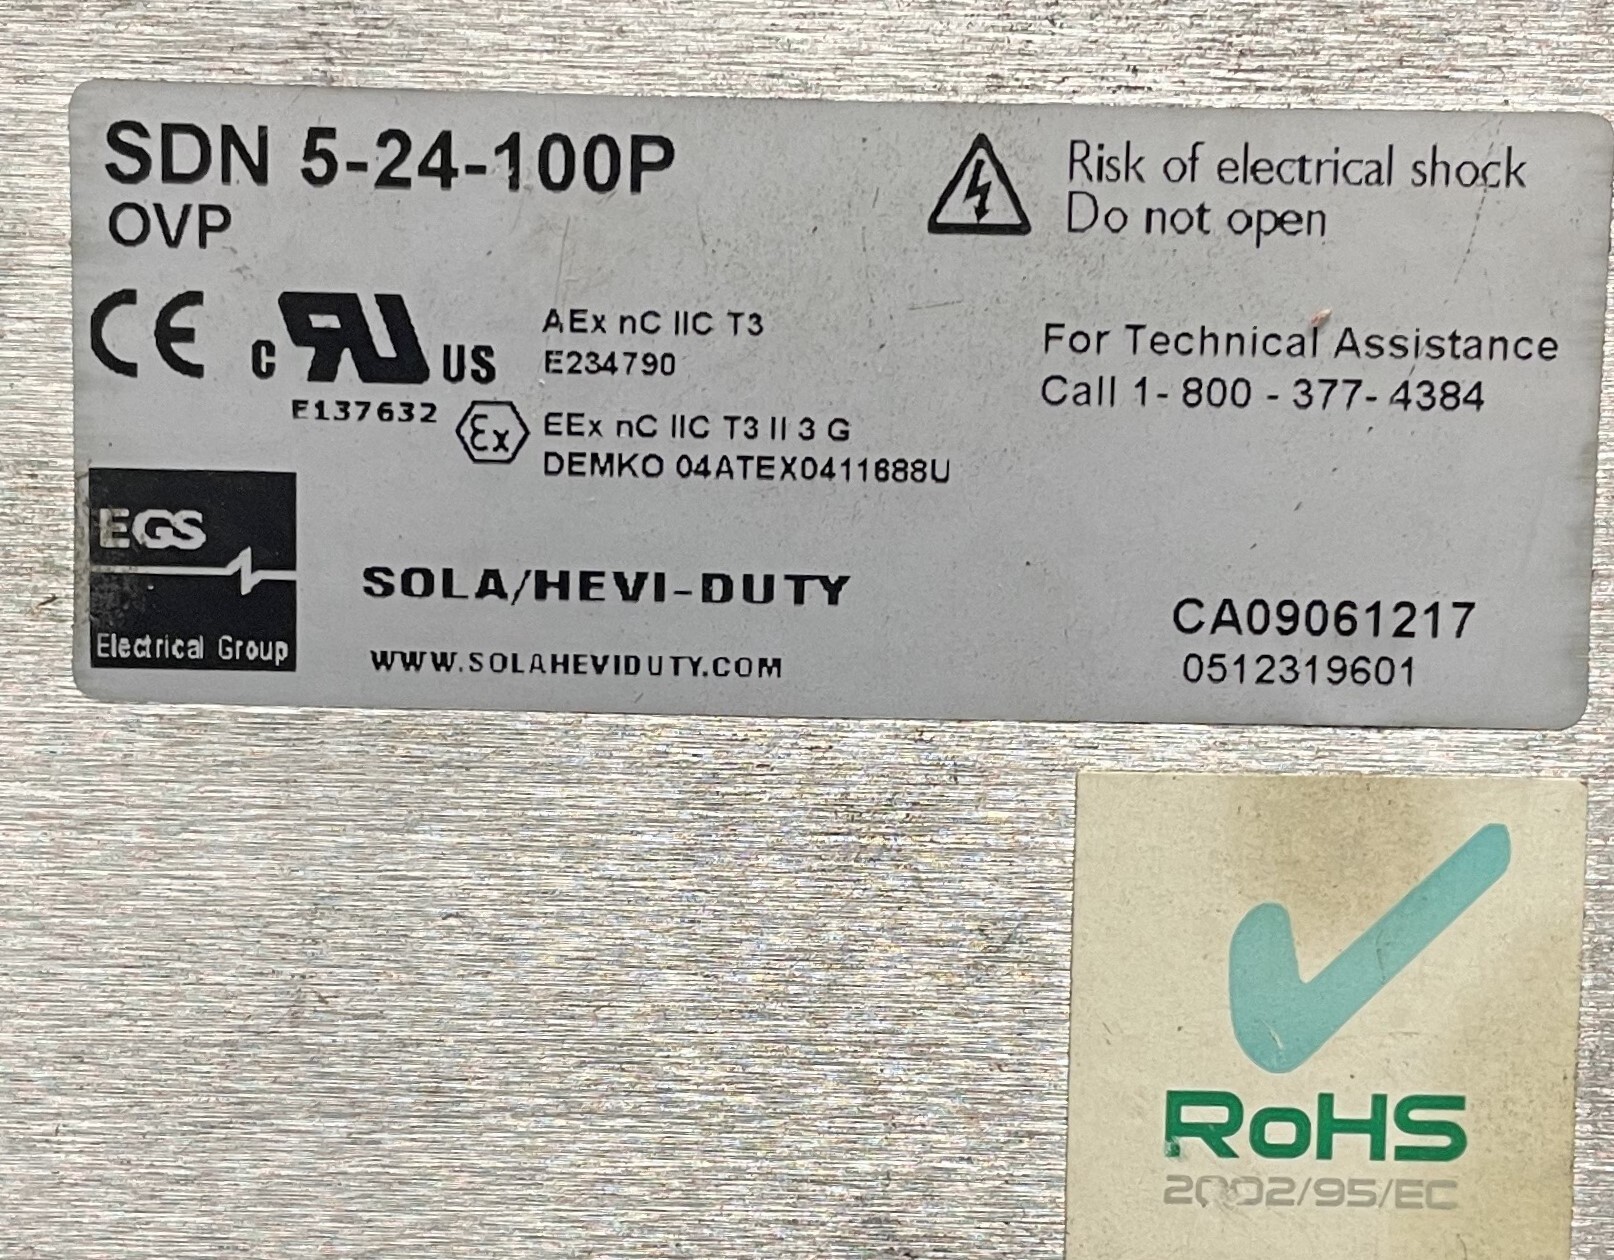 SDN 5-24-100P
OVP
Risk of electrical shock
Do not open
CE
C RU US
E137632
AEx nC IIC T3
E234790
Ex
EEx nC IIC T3 II 3 G
DEMKO 04ATEX0411688U
For Technical Assistance
Call 1- 800 - 377- 4384
EGS
Electrical Group
SOLA/HEVI-DUTY
WWW.SOLAHEVIDUTY.COM
CA09061217
0512319601
RoHS
2002/95/EC